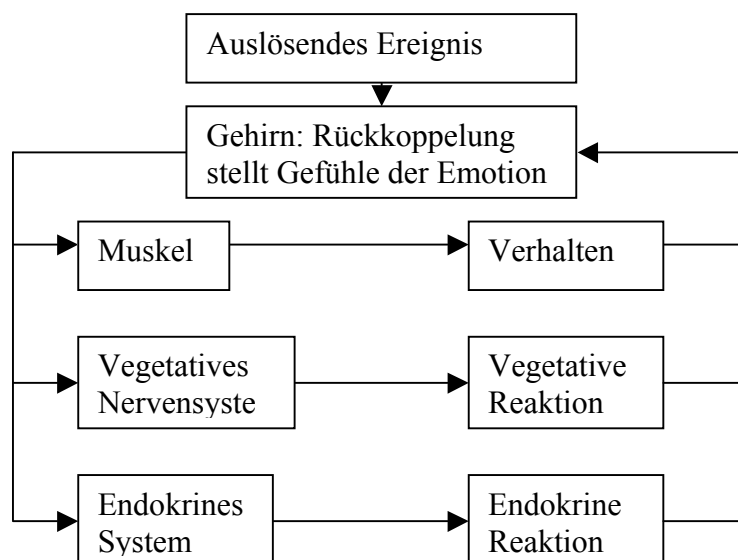 Auslösendes Ereignis
Gehirn: Rückkoppelung
stellt Gefühle der Emotion
Muskel
Verhalten
Vegetatives
Nervensyste
Vegetative
Reaktion
Endokrines
System
Endokrine
Reaktion